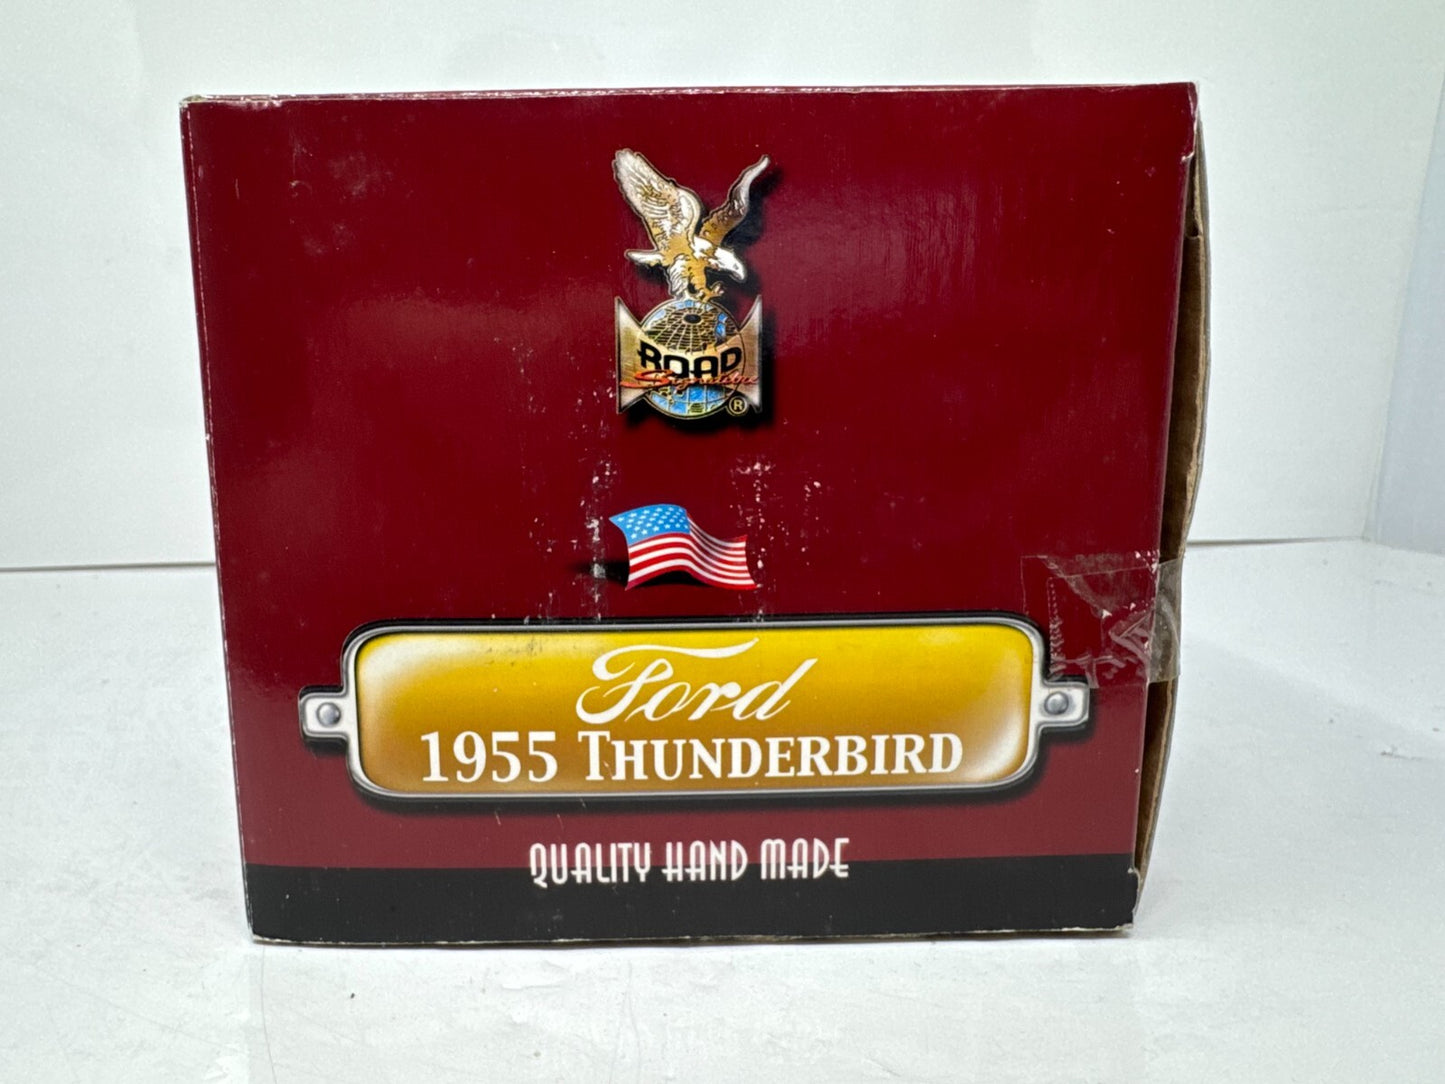 ROAD
Signature
®
Ford
1955 THUNDERBIRD
QUALITY HAND MADE